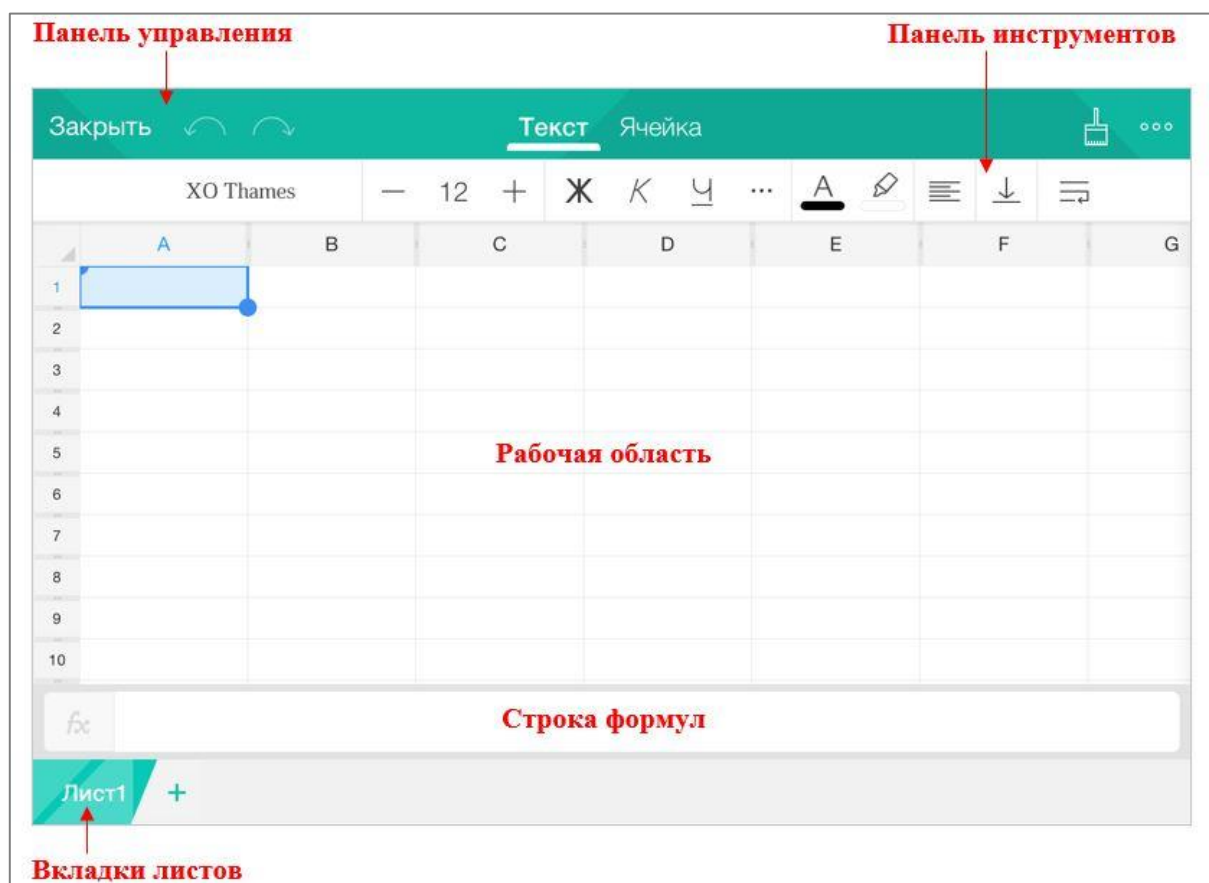 Панель управления Панель инструментов
Закрыть Текст Ячейка
XO Thames — 12 + Ж К Ч ... A
A B C D E F G
1
2
3
4
5 Рабочая область
6
7
8
9
10
fx Строка формул
Лист1 +
Вкладки листов